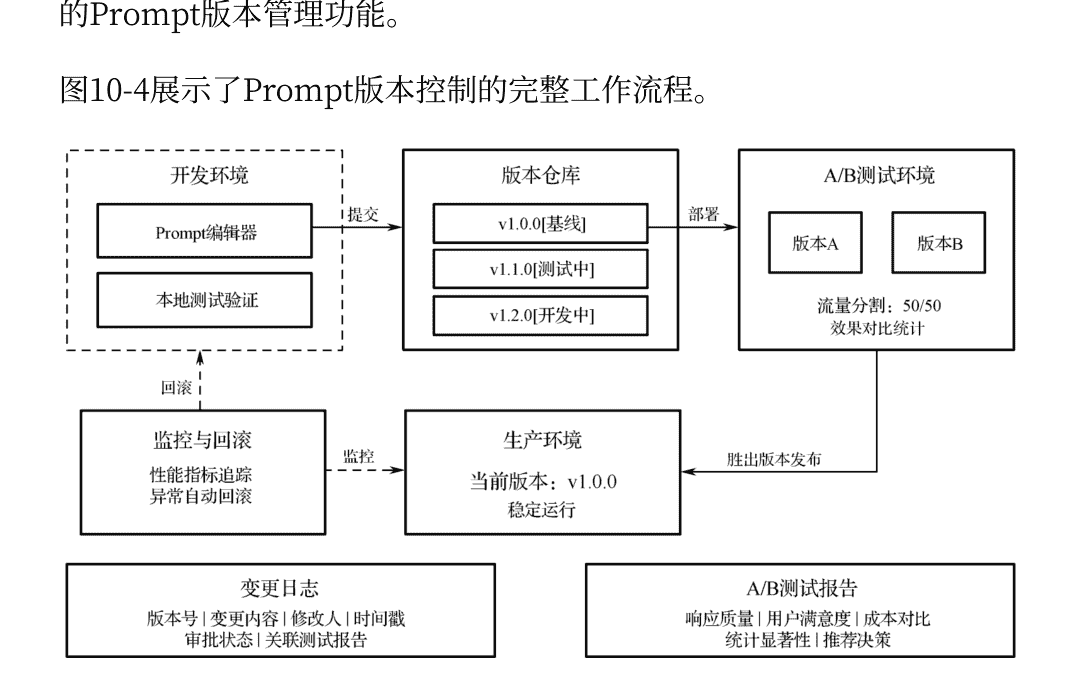 的Prompt版本管理功能。
图10-4展示了Prompt版本控制的完整工作流程。
开发环境
Prompt编辑器
本地测试验证
提交
版本仓库
v1.0.0[基线]
v1.1.0[测试中]
v1.2.0[开发中]
部署
A/B测试环境
版本A
版本B
流量分割：50/50
效果对比统计
回滚
监控与回滚
性能指标追踪
异常自动回滚
监控
生产环境
当前版本：v1.0.0
稳定运行
胜出版本发布
变更日志
版本号|变更内容|修改人|时间戳
审批状态|关联测试报告
A/B测试报告
响应质量|用户满意度|成本对比
统计显著性|推荐决策